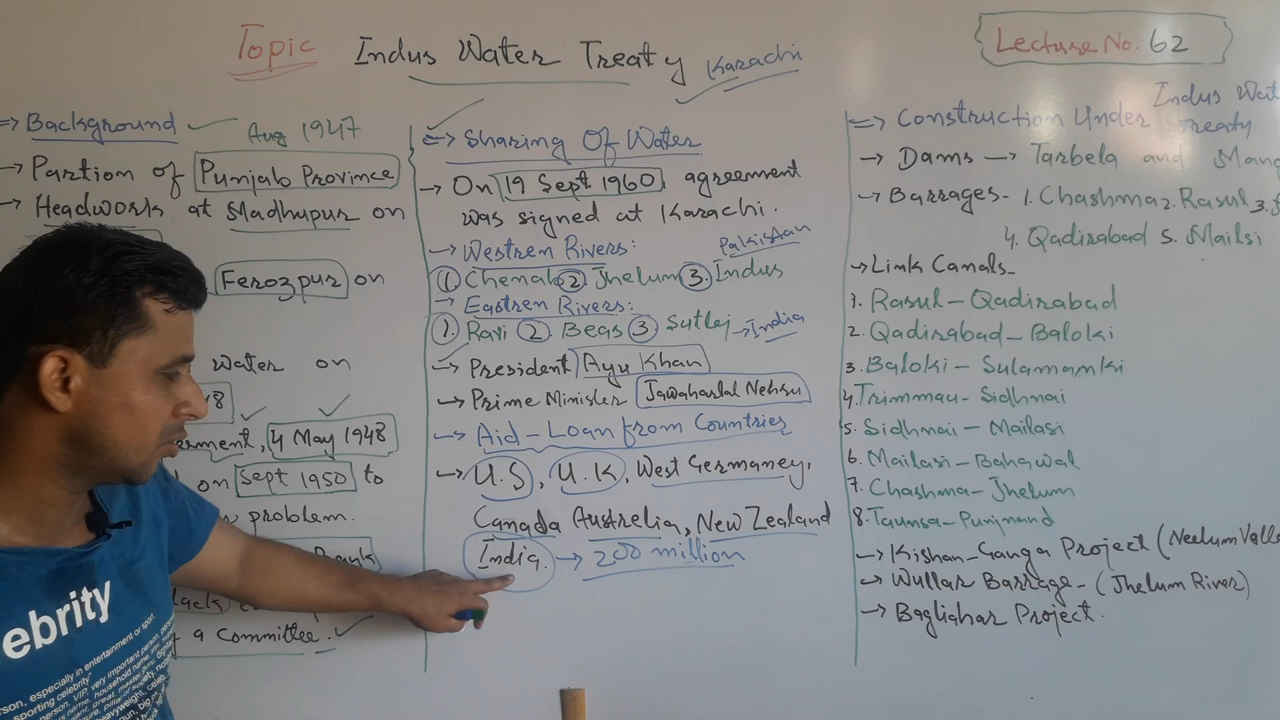 Topic Indus Water Treaty Karachi
Lecture No. 62
=> Background Aug 1947
→ Partion of Punjab Province
→ Headwork at Madhupur on
Ferozpur on
water on
4 May 1948
on Sept 1950 to
problem.
Bank
a Committee.
=> Sharing Of Water
→ On 19 Sept 1960, agreement
was signed at Karachi.
→ Westren Rivers: Pakistan
1. Chenab 2. Jhelum 3. Indus
→ Eastren Rivers:
1. Ravi 2. Beas 3 Sutlej → India
→ President Ayu Khan
→ Prime Minister Jawaharlal Nehru
→ Aid - Loan from Countries
→ U.S, U.K, West Germaney,
Canada Australia, New Zealand
India. → 200 million
=> Construction Under Indus Wat
Treaty
→ Dams → Tarbela and Mang
→ Barrages - 1. Chashma 2. Rasul 3.
4. Qadirabad 5. Mailsi
→ Link Canals-
1. Rasul - Qadirabad
2. Qadirabad - Baloki
3. Baloki - Sulamanki
4. Trimmau - Sidhnai
5. Sidhnai - Mailasi
6. Mailasi - Bahawal
7. Chashma - Jhelum
8. Taunsa - Punjnand
→ Kishan-Ganga Project (Neelum Valle
→ Wullar Barrage - (Jhelum River)
→ Bagliahar Project.
ebrity